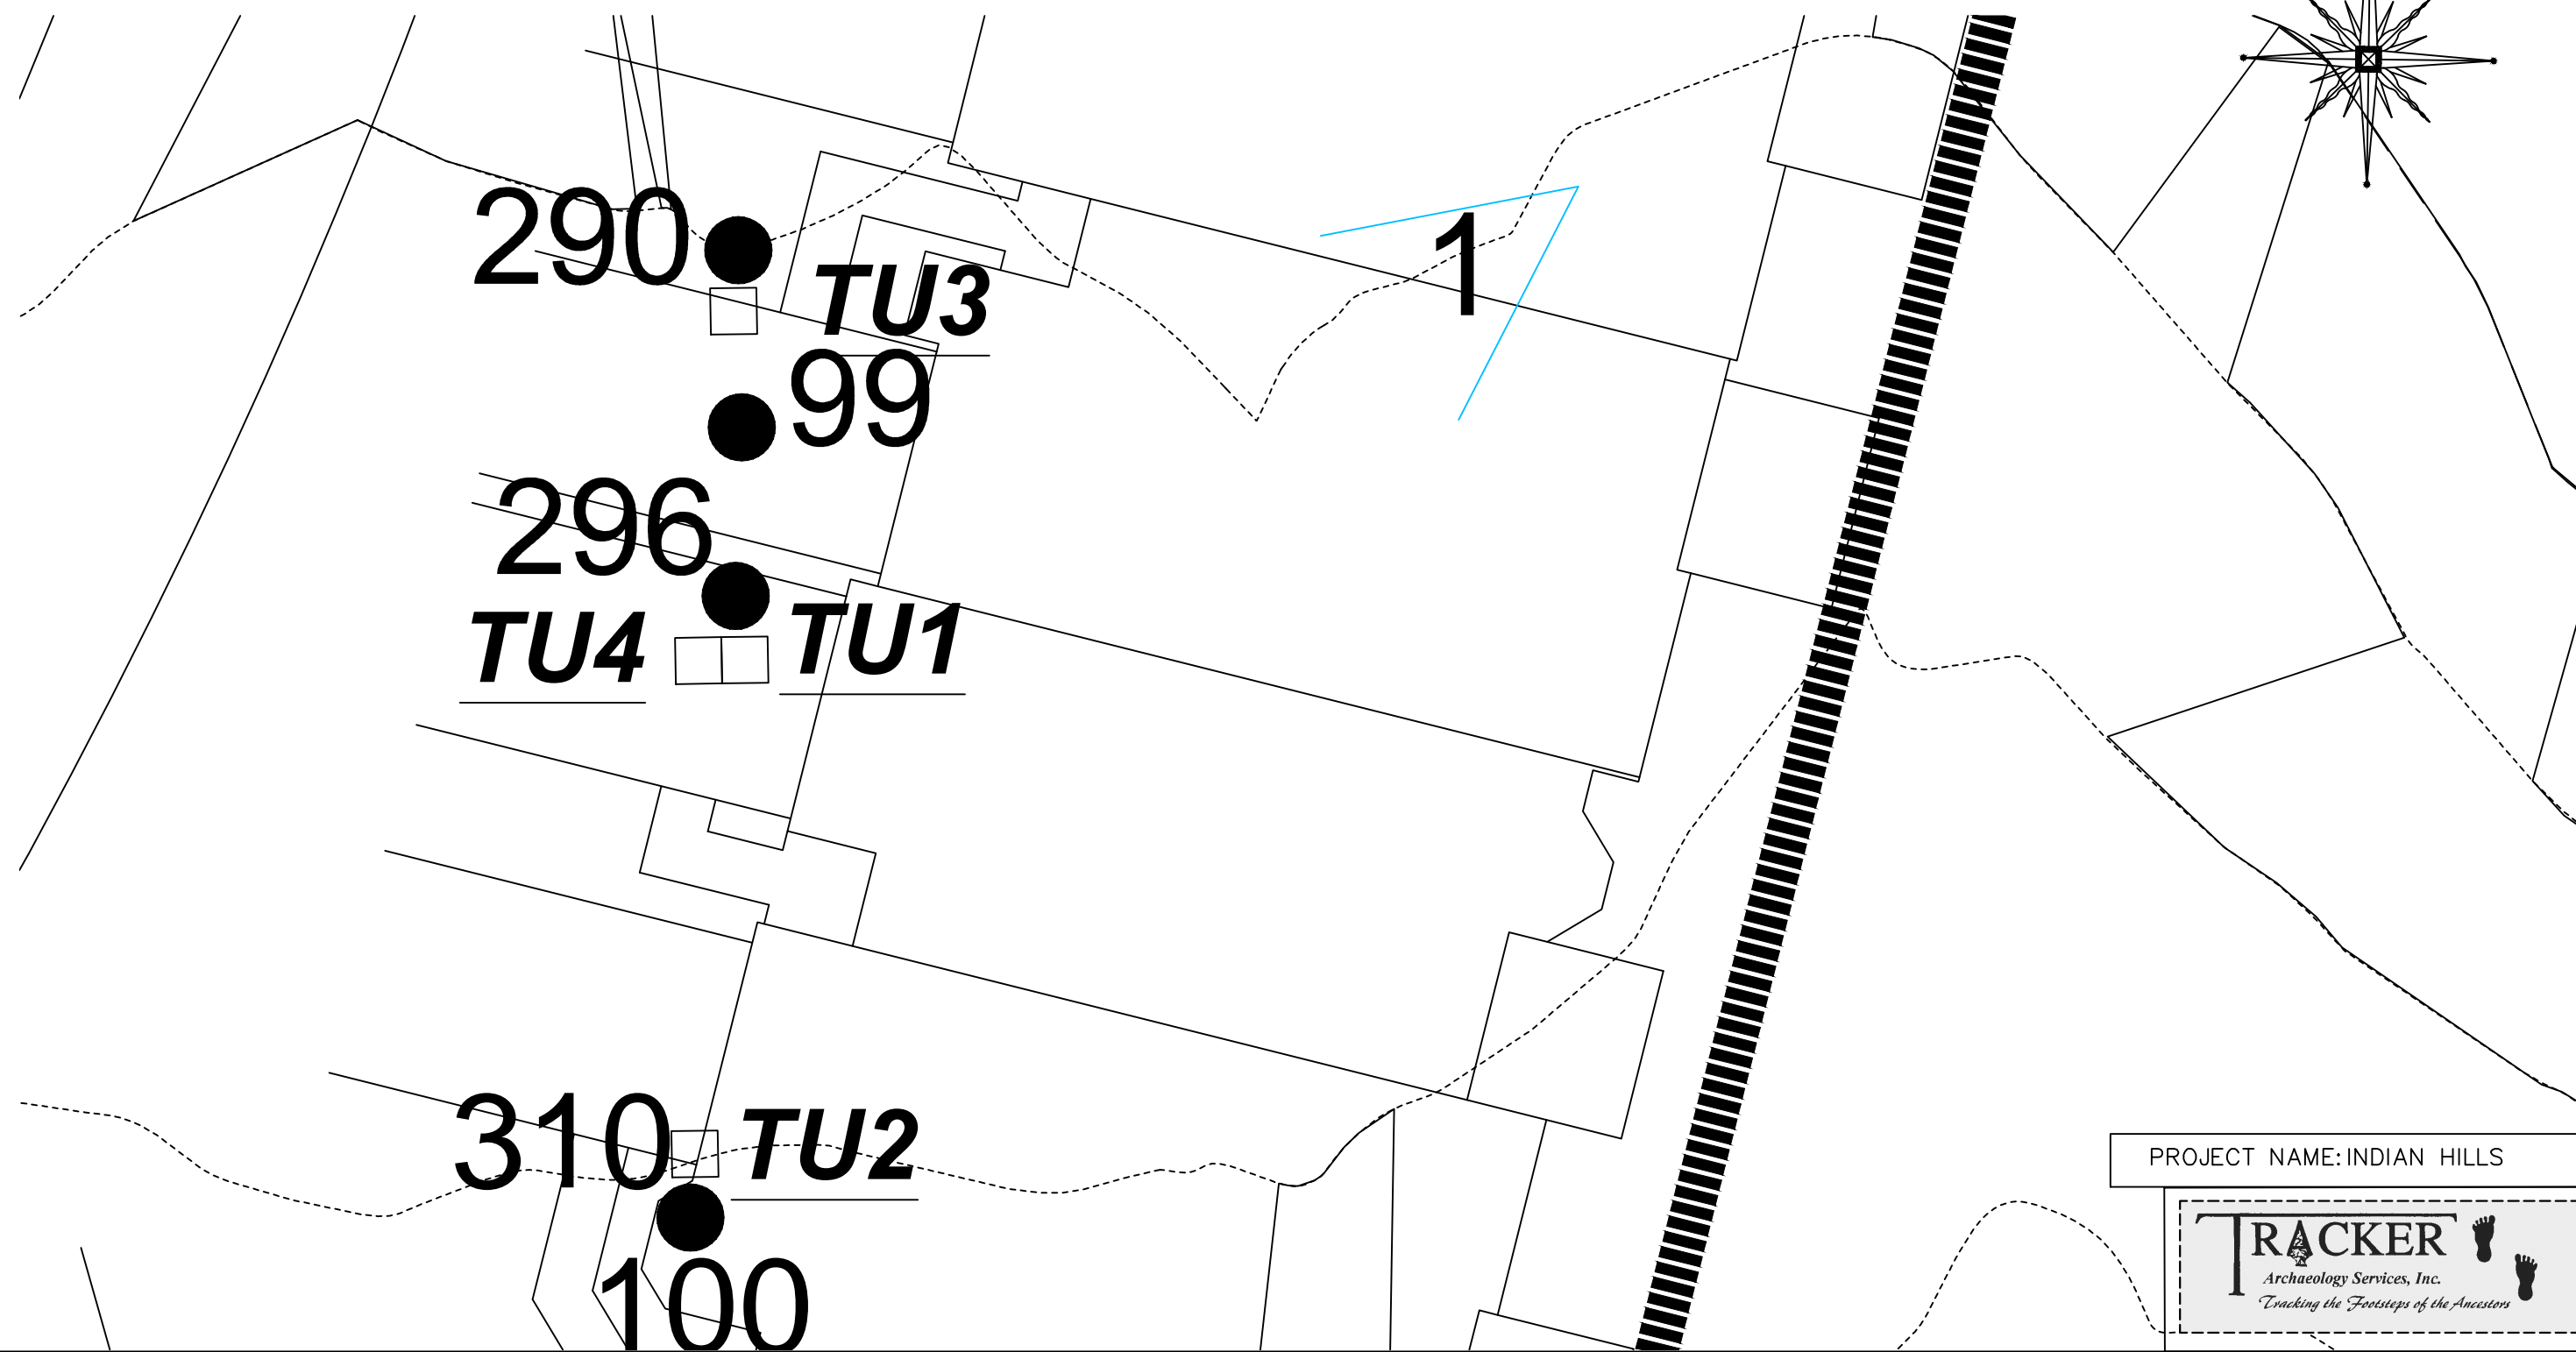 290
1
TU3
99
296
TU4
TU1
310
TU2
100
PROJECT NAME: INDIAN HILLS
TRACKER
Archaeology Services, Inc.
Tracking the Footsteps of the Ancestors